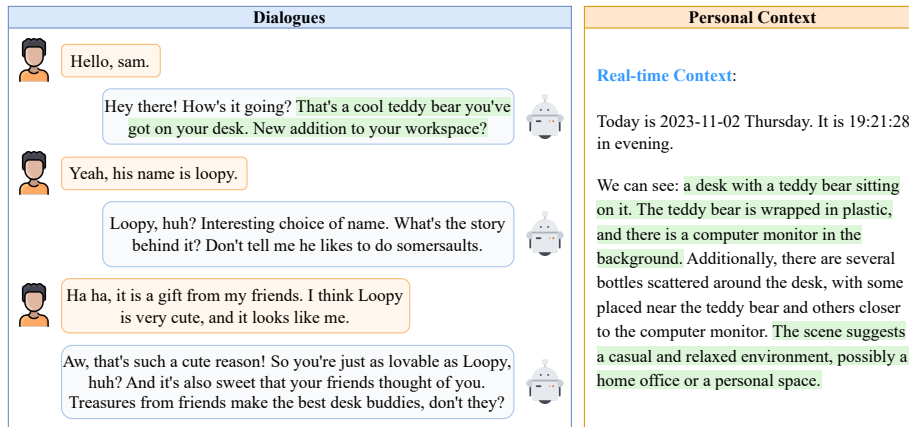 Dialogues
Hello, sam.
Hey there! How's it going? That's a cool teddy bear you've
got on your desk. New addition to your workspace?
Yeah, his name is loopy.
Loopy, huh? Interesting choice of name. What's the story
behind it? Don't tell me he likes to do somersaults.
Ha ha, it is a gift from my friends. I think Loopy
is very cute, and it looks like me.
Aw, that's such a cute reason! So you're just as lovable as Loopy,
huh? And it's also sweet that your friends thought of you.
Treasures from friends make the best desk buddies, don't they?
Personal Context
Real-time Context:
Today is 2023-11-02 Thursday. It is 19:21:28
in evening.
We can see: a desk with a teddy bear sitting
on it. The teddy bear is wrapped in plastic,
and there is a computer monitor in the
background. Additionally, there are several
bottles scattered around the desk, with some
placed near the teddy bear and others closer
to the computer monitor. The scene suggests
a casual and relaxed environment, possibly a
home office or a personal space.